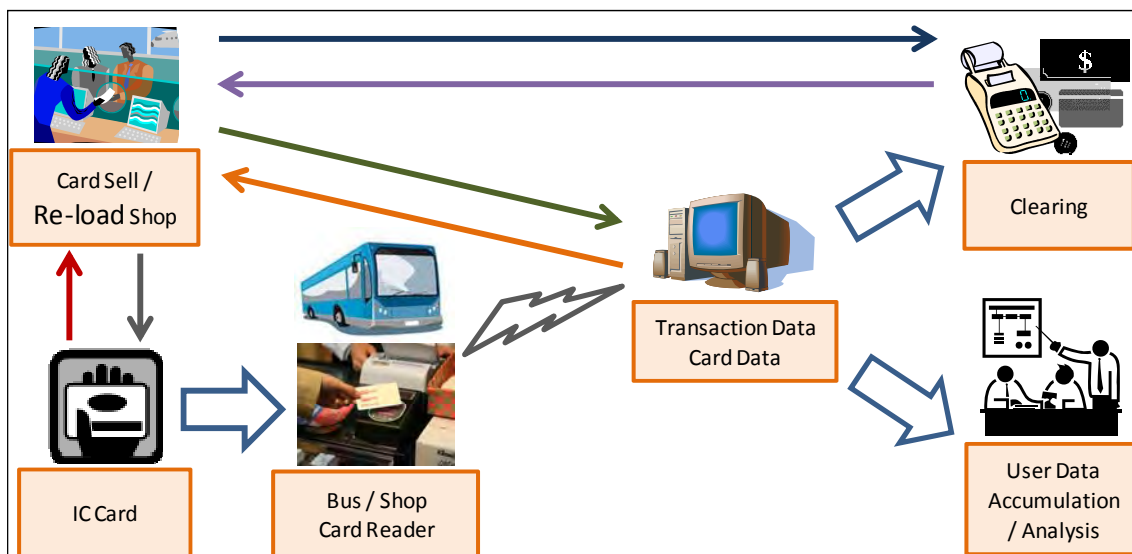 $
0
Card Sell /
Re-load Shop
Clearing
Transaction Data
Card Data
IC Card
Bus / Shop
Card Reader
User Data
Accumulation
/ Analysis